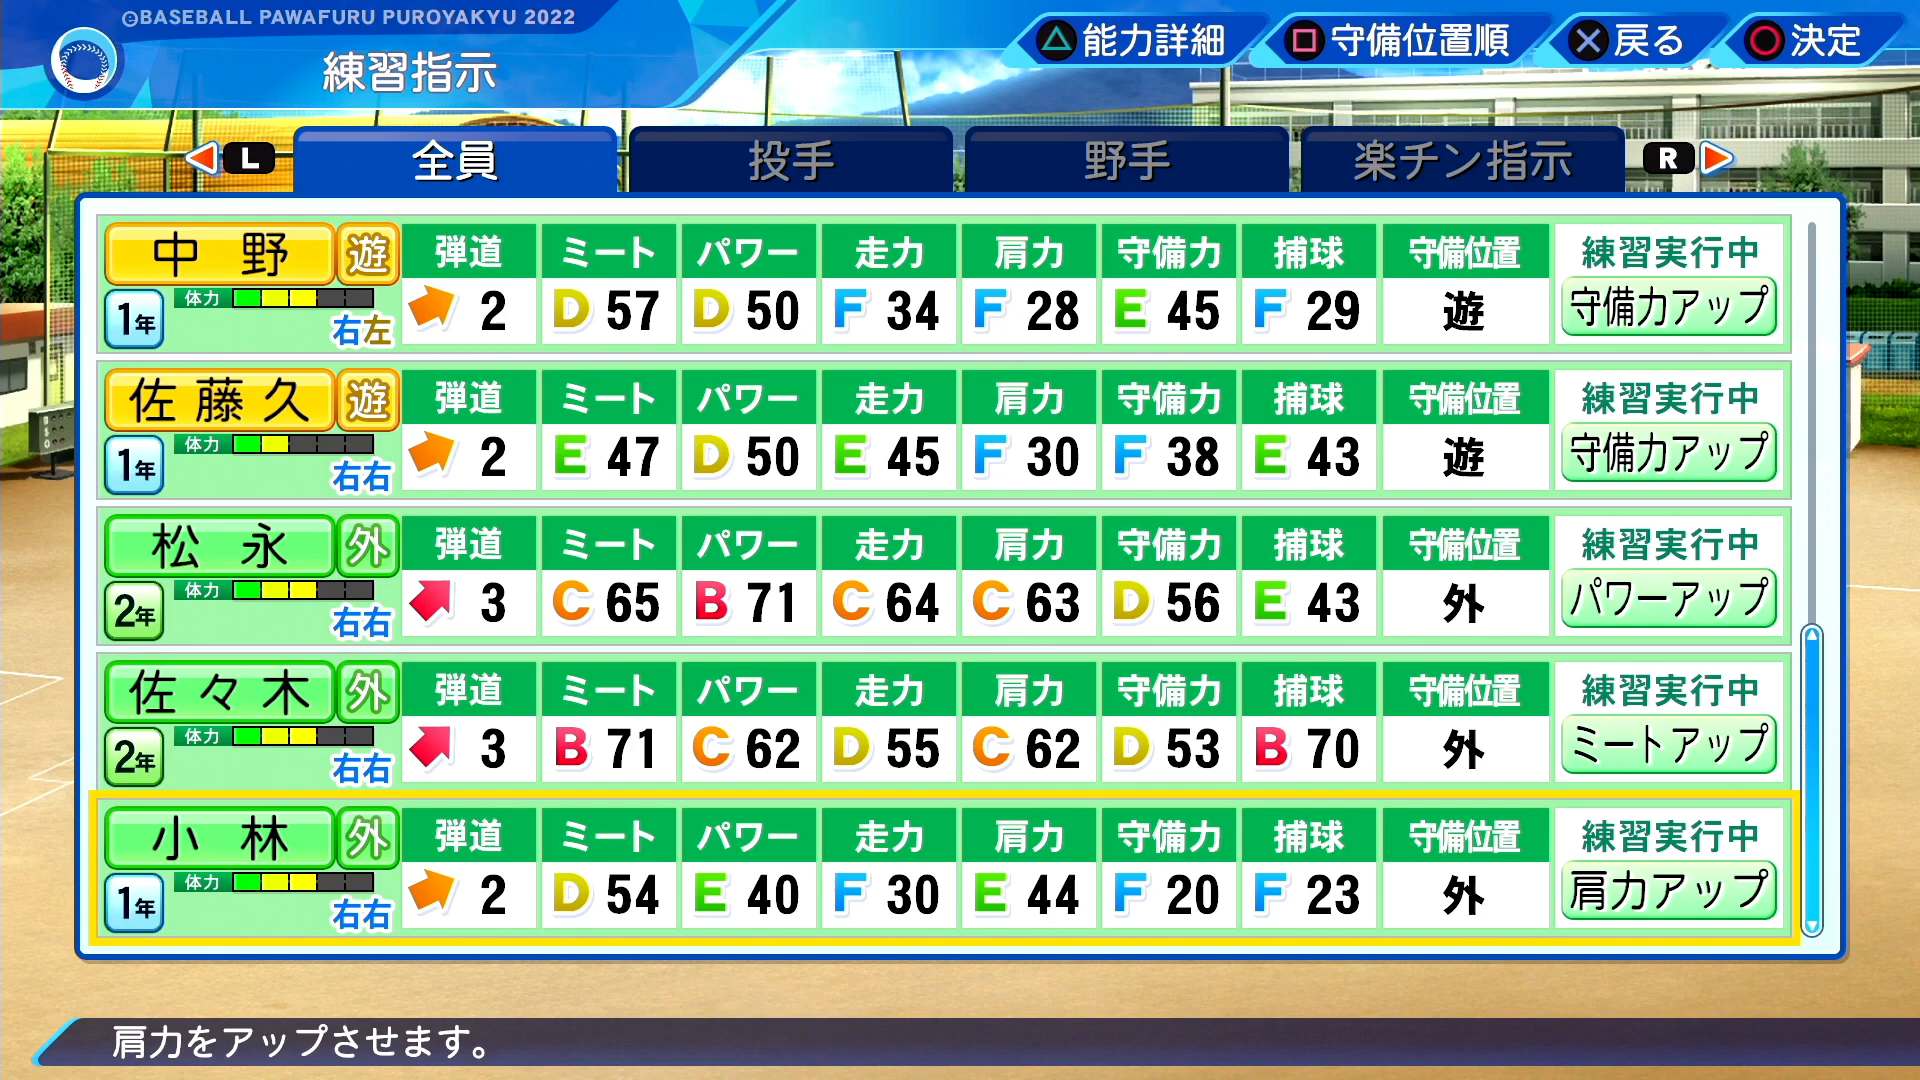 ©BASEBALL PAWAFURU PUROYAKYU 2022
練習指示
能力詳細 守備位置順 戻る 決定
L 全員 投手 野手 楽チン指示 R
中野 遊 弾道 ミート パワー 走力 肩力 守備力 捕球 守備位置 練習実行中
1年 体力 右左 2 D 57 D 50 F 34 F 28 E 45 F 29 遊 守備力アップ
佐藤久 遊 弾道 ミート パワー 走力 肩力 守備力 捕球 守備位置 練習実行中
1年 体力 右右 2 E 47 D 50 E 45 F 30 F 38 E 43 遊 守備力アップ
松永 外 弾道 ミート パワー 走力 肩力 守備力 捕球 守備位置 練習実行中
2年 体力 右右 3 C 65 B 71 C 64 C 63 D 56 E 43 外 パワーアップ
佐々木 外 弾道 ミート パワー 走力 肩力 守備力 捕球 守備位置 練習実行中
2年 体力 右右 3 B 71 C 62 D 55 C 62 D 53 B 70 外 ミートアップ
小林 外 弾道 ミート パワー 走力 肩力 守備力 捕球 守備位置 練習実行中
1年 体力 右右 2 D 54 E 40 F 30 E 44 F 20 F 23 外 肩力アップ
肩力をアップさせます。